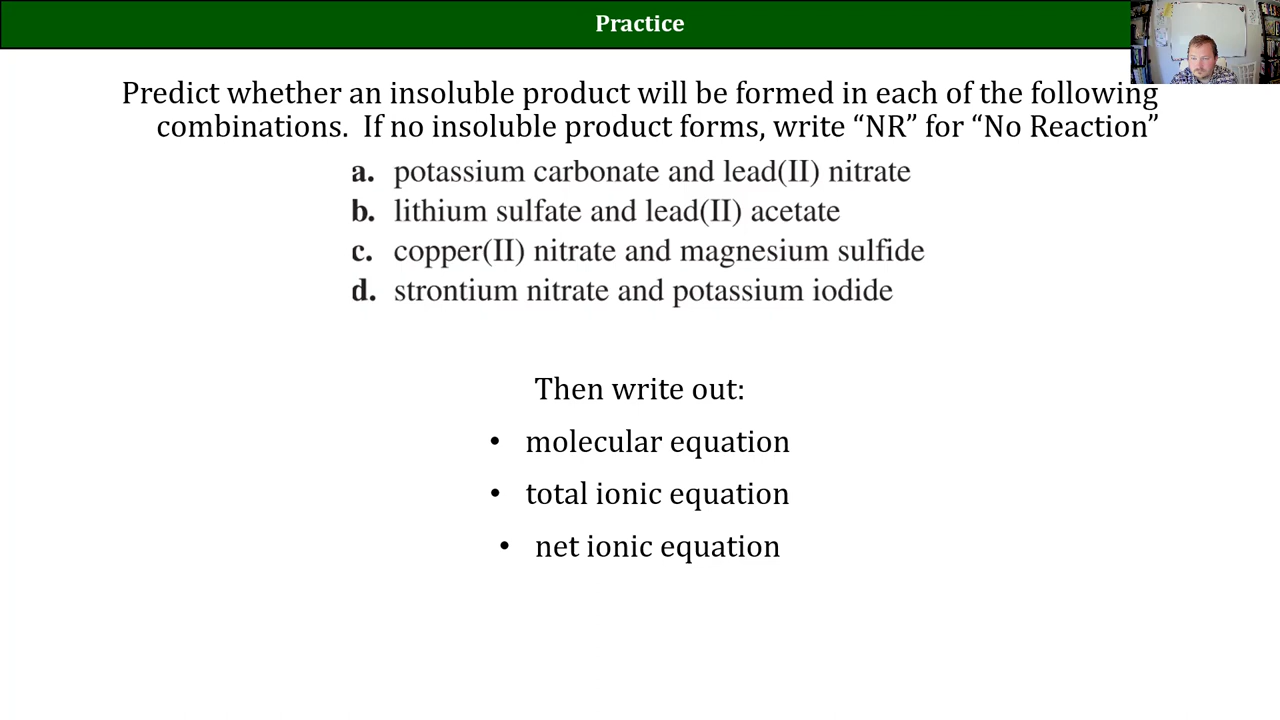 Practice
Predict whether an insoluble product will be formed in each of the following
combinations.  If no insoluble product forms, write “NR” for “No Reaction”
a. potassium carbonate and lead(II) nitrate
b. lithium sulfate and lead(II) acetate
c. copper(II) nitrate and magnesium sulfide
d. strontium nitrate and potassium iodide
Then write out:
• molecular equation
• total ionic equation
• net ionic equation